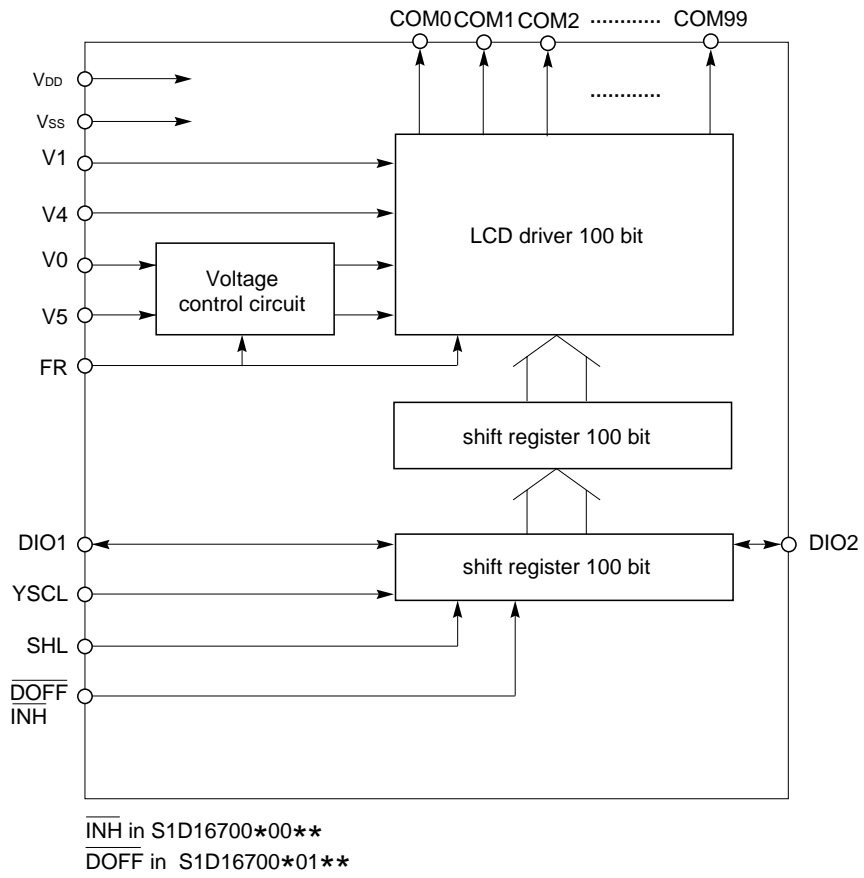 COM0 COM1 COM2 ............ COM99
............
VDD
VSS
V1
V4
V0
V5
FR
Voltage
control circuit
LCD driver 100 bit
shift register 100 bit
DIO1
shift register 100 bit
DIO2
YSCL
SHL
DOFF
INH
INH in S1D16700*00**
DOFF in S1D16700*01**